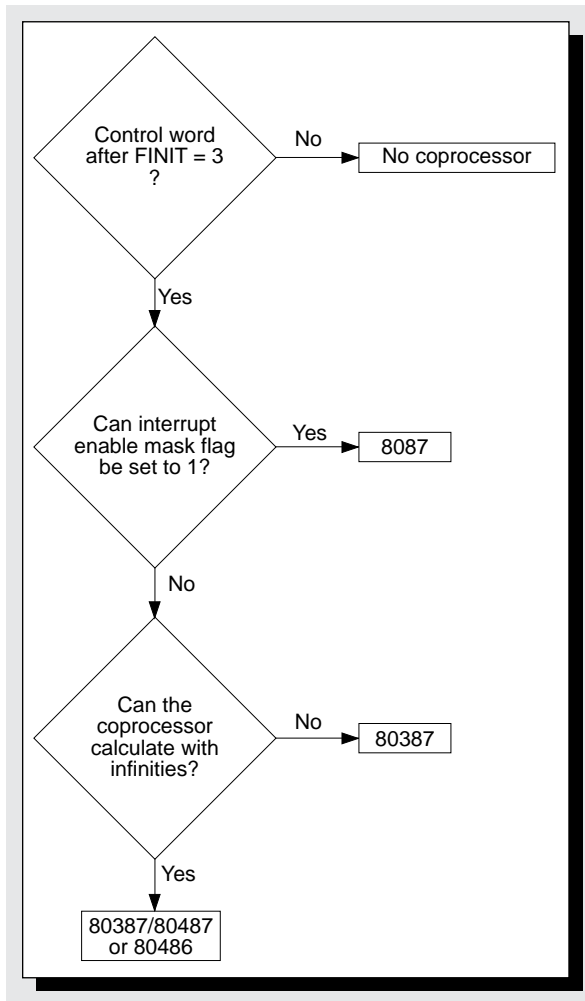 Control word
after FINIT = 3
?
No
No coprocessor
Yes
Can interrupt
enable mask flag
be set to 1?
Yes
8087
No
Can the
coprocessor
calculate with
infinities?
No
80387
Yes
80387/80487
or 80486